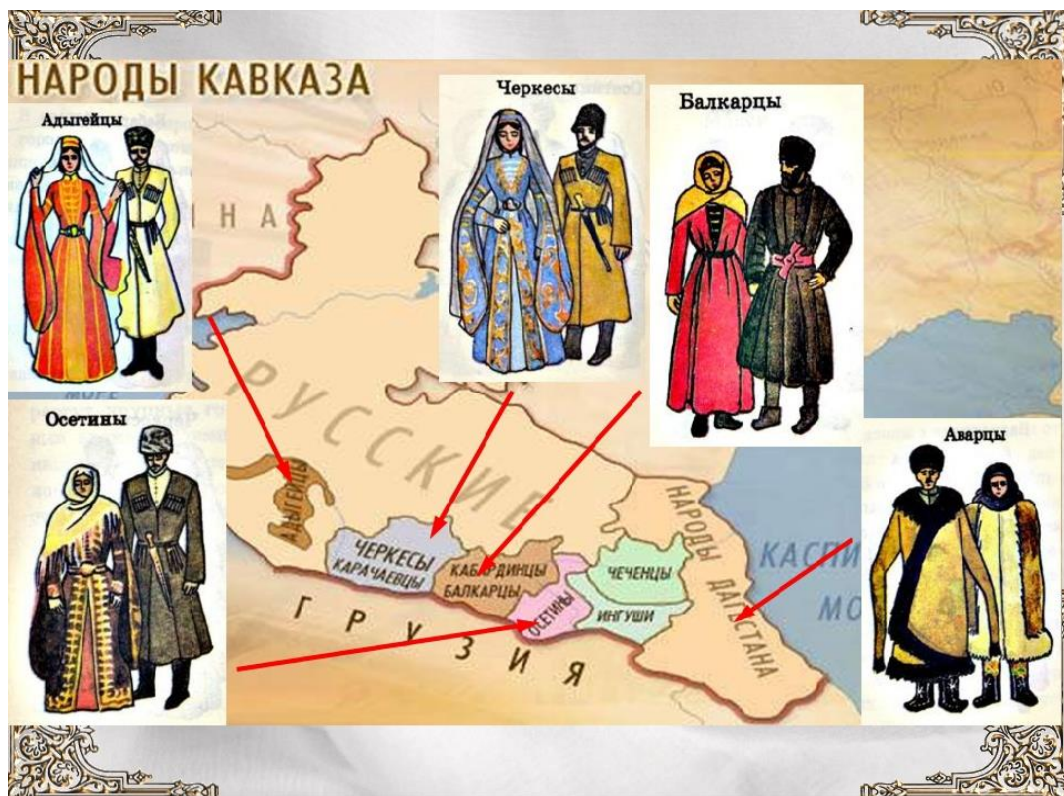 НАРОДЫ КАВКАЗА
Адыгейцы
Черкесы
Балкарцы
Осетины
Аварцы
РУССКИЕ
АДЫГЕЙЦЫ
ЧЕРКЕСЫ
КАРАЧАЕВЦЫ
КАБАРДИНЦЫ
БАЛКАРЦЫ
ОСЕТИНЫ
ЧЕЧЕНЦЫ
ИНГУШИ
НАРОДЫ ДАГЕСТАНА
ГРУЗИЯ
КАСПИ
МО